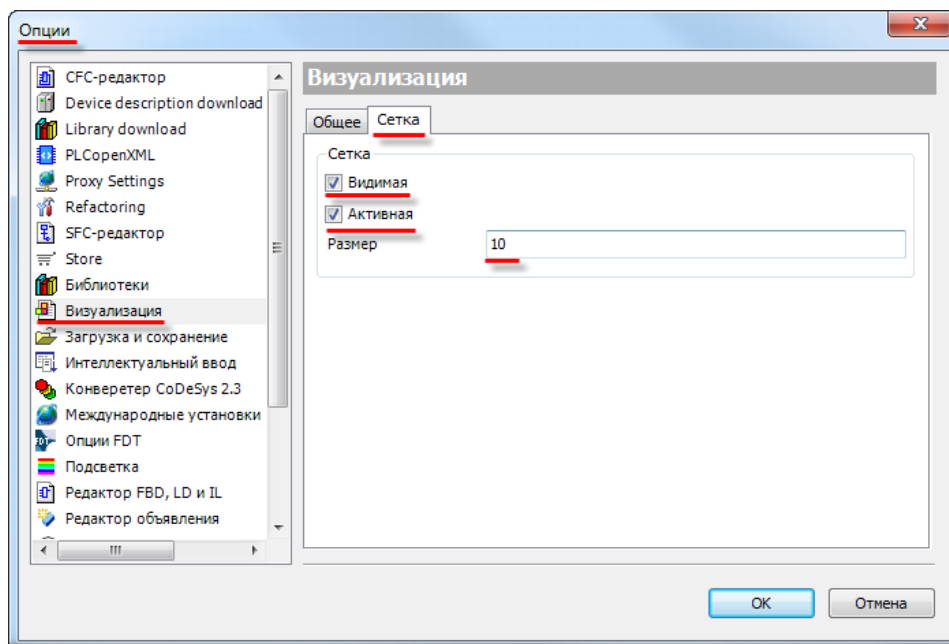 Опции
CFC-редактор
Device description download
Library download
PLCopenXML
Proxy Settings
Refactoring
SFC-редактор
Store
Библиотеки
Визуализация
Загрузка и сохранение
Интеллектуальный ввод
Конверетер CoDeSys 2.3
Международные установки
Опции FDT
Подсветка
Редактор FBD, LD и IL
Редактор объявления
Визуализация
Общее Сетка
Сетка
Видимая
Активная
Размер 10
OK Отмена